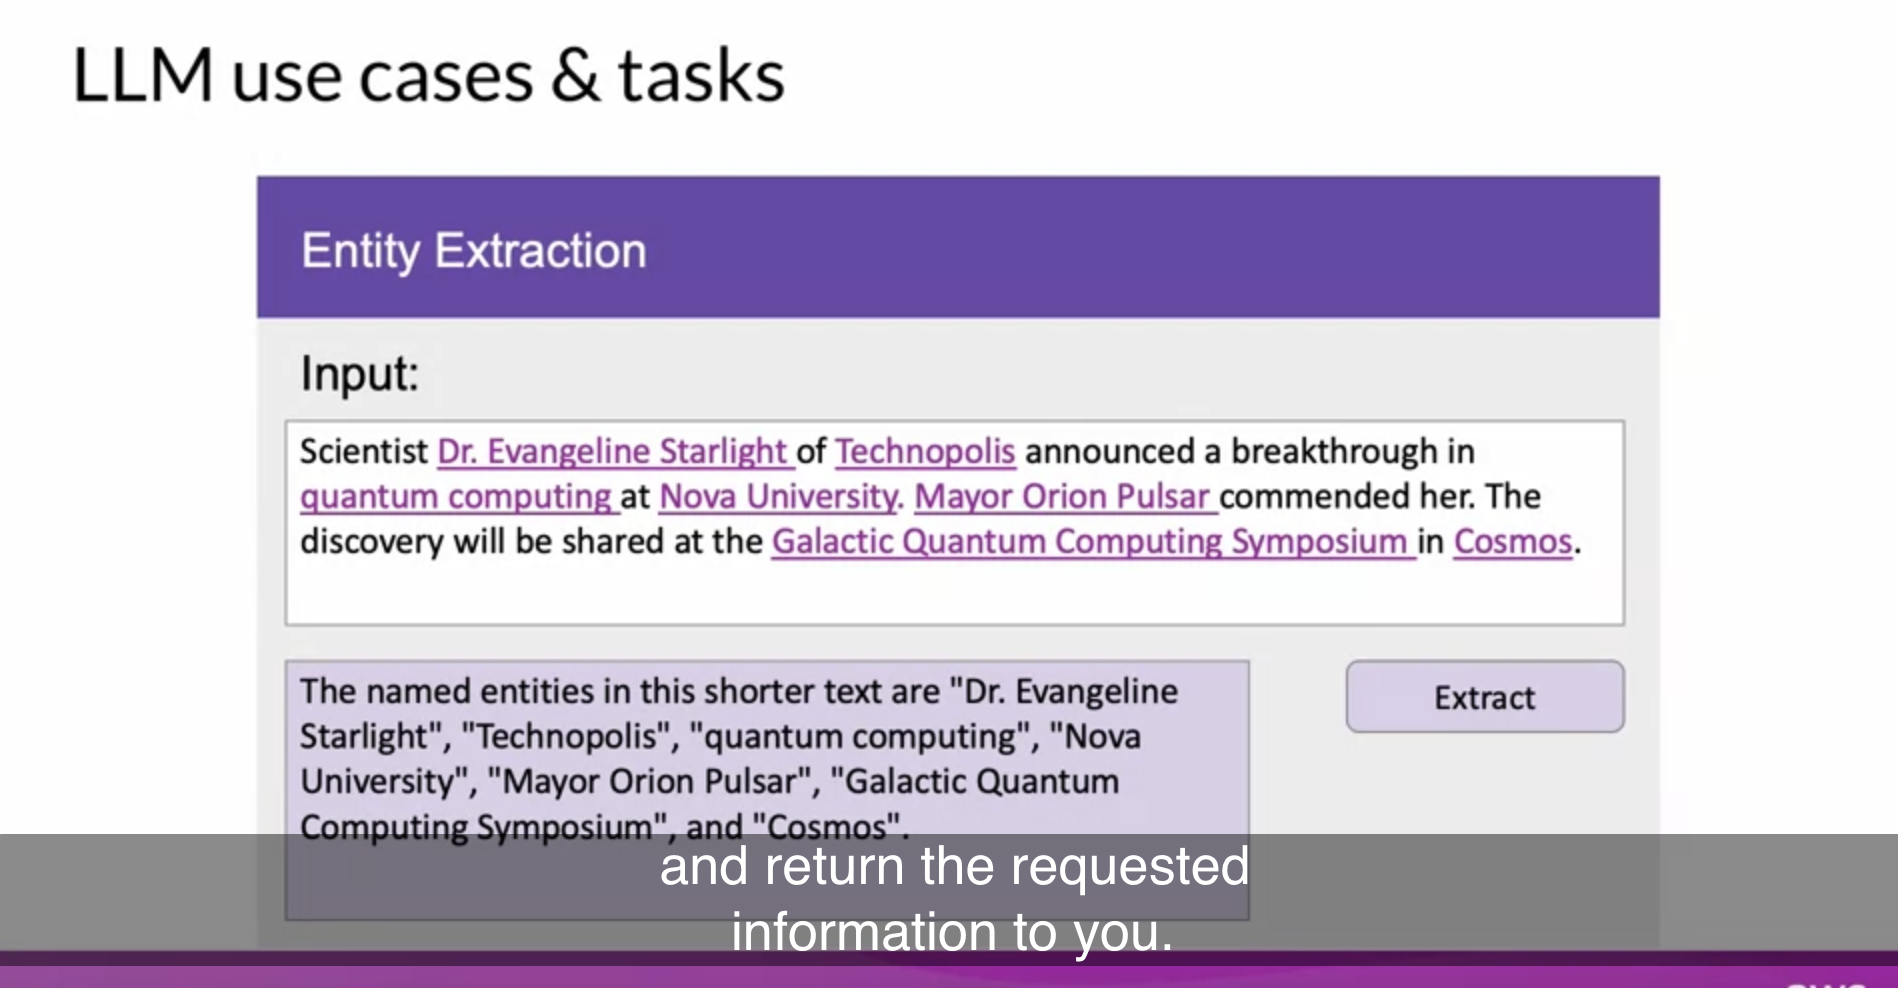 LLM use cases & tasks
Entity Extraction
Input:
Scientist Dr. Evangeline Starlight of Technopolis announced a breakthrough in
quantum computing at Nova University. Mayor Orion Pulsar commended her. The
discovery will be shared at the Galactic Quantum Computing Symposium in Cosmos.
The named entities in this shorter text are "Dr. Evangeline
Starlight", "Technopolis", "quantum computing", "Nova
University", "Mayor Orion Pulsar", "Galactic Quantum
Computing Symposium", and "Cosmos".
Extract
and return the requested
information to you.